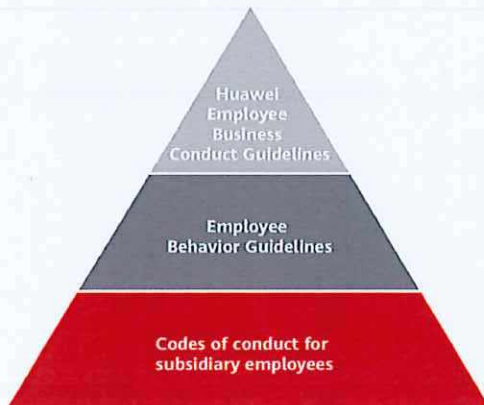 Huawei
Employee
Business
Conduct Guidelines
Employee
Behavior Guidelines
Codes of conduct for
subsidiary employees